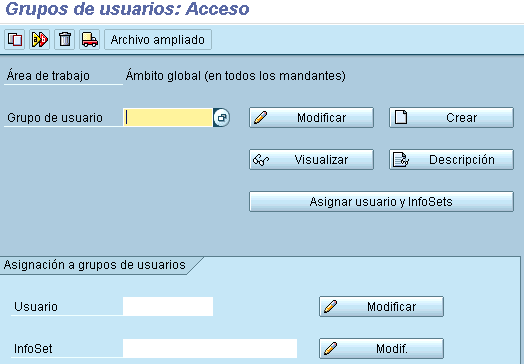 Grupos de usuarios: Acceso
Archivo ampliado
Área de trabajo Ámbito global (en todos los mandantes)
Grupo de usuario Modificar Crear
Visualizar Descripción
Asignar usuario y InfoSets
Asignación a grupos de usuarios
Usuario Modificar
InfoSet Modif.